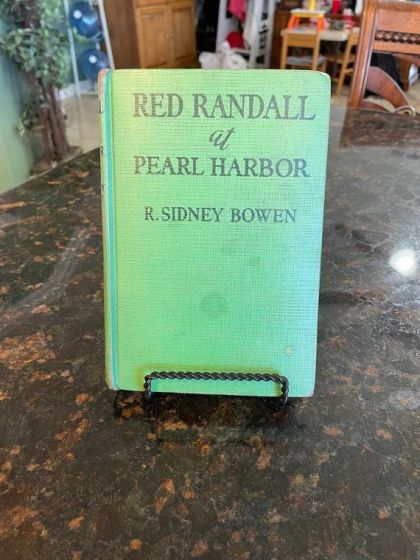 RED RANDALL
at
PEARL HARBOR
R. SIDNEY BOWEN